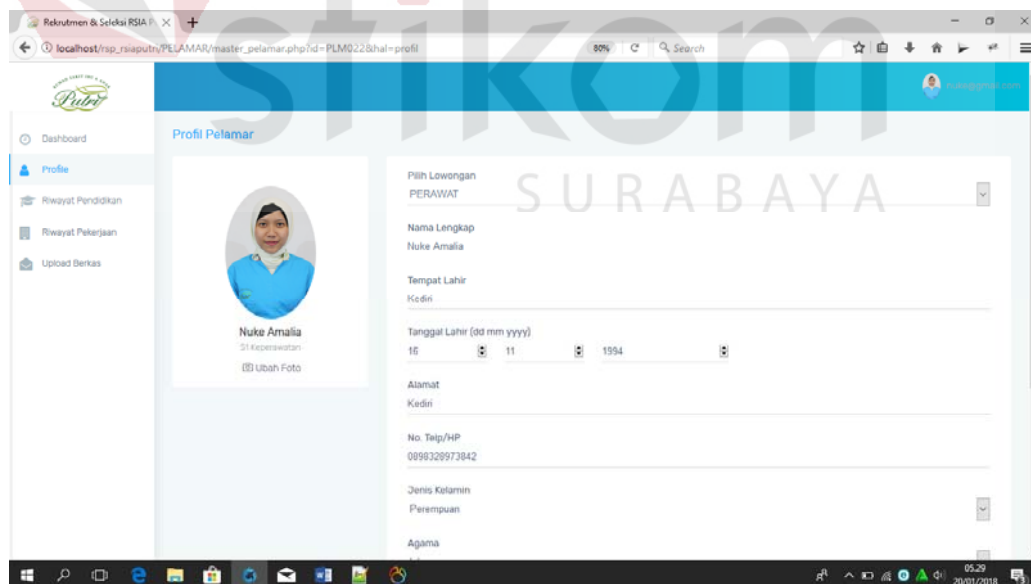 Rekrutmen & Seleksi RSIA P
localhost/rsp_rsiaputri/PELAMAR/master_pelamar.php?id=PLM022&hal=profil
80%
Search
Putri
nuke@gmail.com
stikom
SURABAYA
Dashboard
Profile
Riwayat Pendidikan
Riwayat Pekerjaan
Upload Berkas
Profil Pelamar
Nuke Amalia
S1 Keperawatan
Ubah Foto
Pilih Lowongan
PERAWAT
Nama Lengkap
Nuke Amalia
Tempat Lahir
Kediri
Tanggal Lahir (dd mm yyyy)
16 11 1994
Alamat
Kediri
No. Telp/HP
0898328973842
Jenis Kelamin
Perempuan
Agama
05.29
20/01/2018